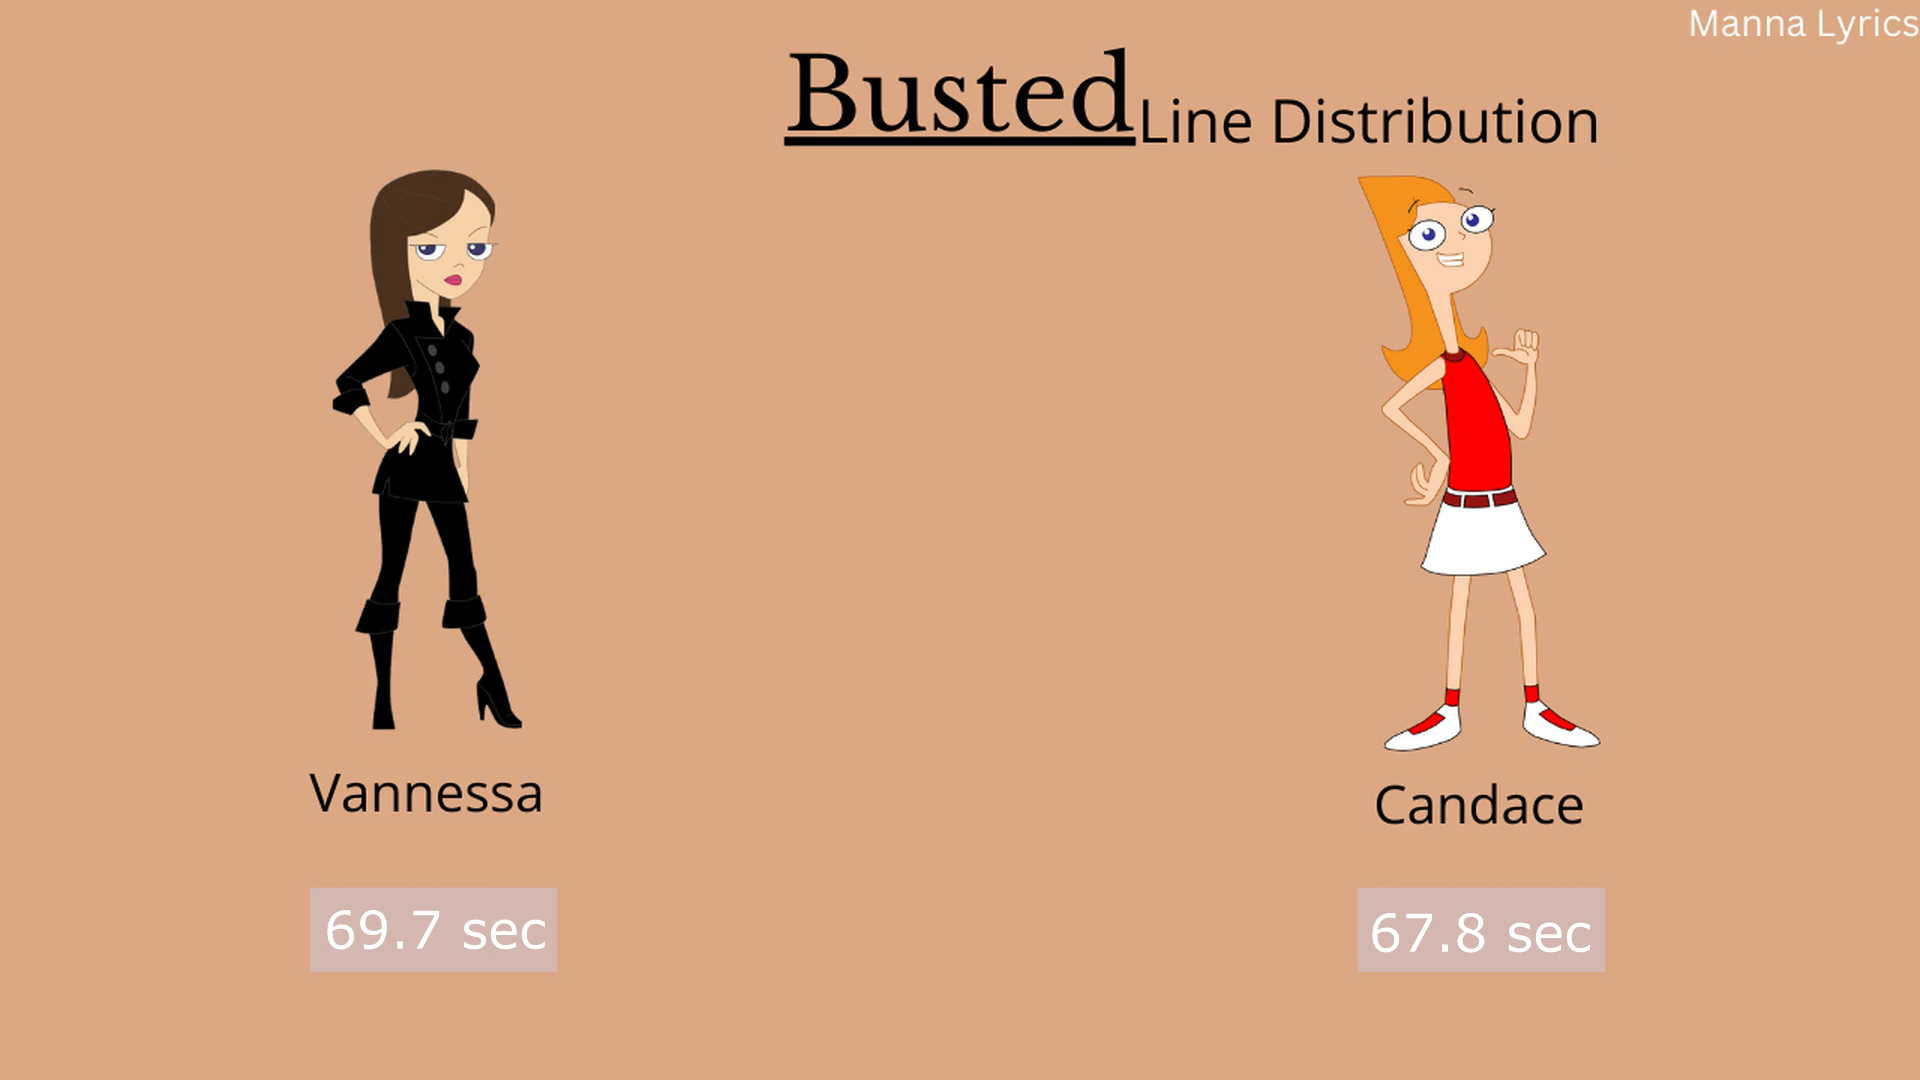 Manna Lyrics
Busted Line Distribution
Vannessa
Candace
69.7 sec
67.8 sec